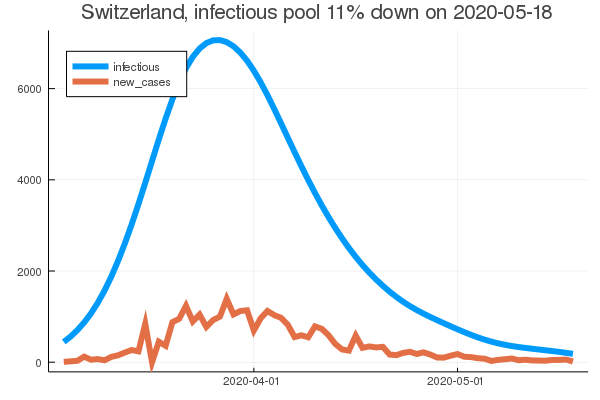 Switzerland, infectious pool 11% down on 2020-05-18
infectious
new_cases
6000
4000
2000
0
2020-04-01
2020-05-01